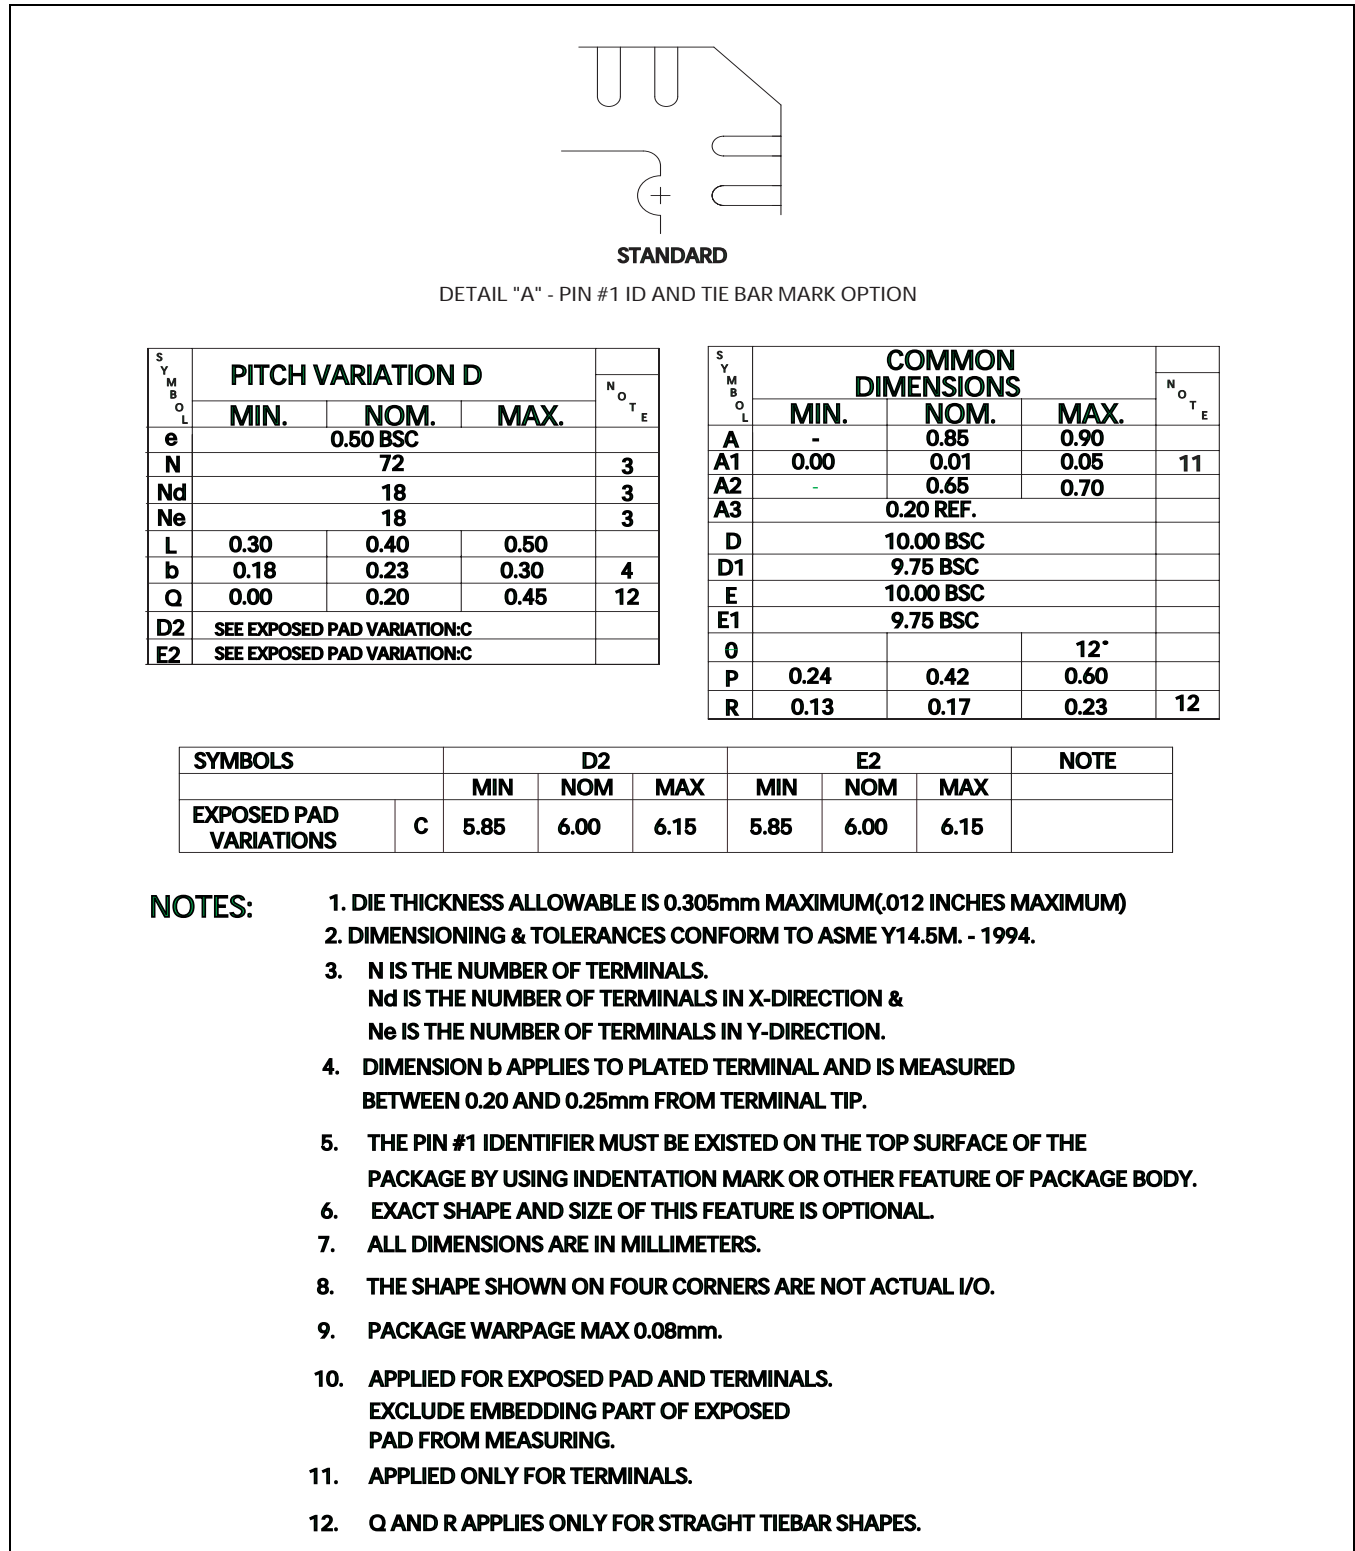 STANDARD
DETAIL "A" - PIN #1 ID AND TIE BAR MARK OPTION
SYMBOL PITCH VARIATION D NOTE
MIN. NOM. MAX.
e 0.50 BSC
N 72 3
Nd 18 3
Ne 18 3
L 0.30 0.40 0.50
b 0.18 0.23 0.30 4
Q 0.00 0.20 0.45 12
D2 SEE EXPOSED PAD VARIATION:C
E2 SEE EXPOSED PAD VARIATION:C
SYMBOL COMMON DIMENSIONS NOTE
MIN. NOM. MAX.
A - 0.85 0.90
A1 0.00 0.01 0.05 11
A2 - 0.65 0.70
A3 0.20 REF.
D 10.00 BSC
D1 9.75 BSC
E 10.00 BSC
E1 9.75 BSC
θ 12°
P 0.24 0.42 0.60
R 0.13 0.17 0.23 12
SYMBOLS D2 E2 NOTE
MIN NOM MAX MIN NOM MAX
EXPOSED PAD
VARIATIONS C 5.85 6.00 6.15 5.85 6.00 6.15
NOTES: 1. DIE THICKNESS ALLOWABLE IS 0.305mm MAXIMUM(.012 INCHES MAXIMUM)
2. DIMENSIONING & TOLERANCES CONFORM TO ASME Y14.5M. - 1994.
3. N IS THE NUMBER OF TERMINALS.
Nd IS THE NUMBER OF TERMINALS IN X-DIRECTION &
Ne IS THE NUMBER OF TERMINALS IN Y-DIRECTION.
4. DIMENSION b APPLIES TO PLATED TERMINAL AND IS MEASURED
BETWEEN 0.20 AND 0.25mm FROM TERMINAL TIP.
5. THE PIN #1 IDENTIFIER MUST BE EXISTED ON THE TOP SURFACE OF THE
PACKAGE BY USING INDENTATION MARK OR OTHER FEATURE OF PACKAGE BODY.
6. EXACT SHAPE AND SIZE OF THIS FEATURE IS OPTIONAL.
7. ALL DIMENSIONS ARE IN MILLIMETERS.
8. THE SHAPE SHOWN ON FOUR CORNERS ARE NOT ACTUAL I/O.
9. PACKAGE WARPAGE MAX 0.08mm.
10. APPLIED FOR EXPOSED PAD AND TERMINALS.
EXCLUDE EMBEDDING PART OF EXPOSED
PAD FROM MEASURING.
11. APPLIED ONLY FOR TERMINALS.
12. Q AND R APPLIES ONLY FOR STRAGHT TIEBAR SHAPES.